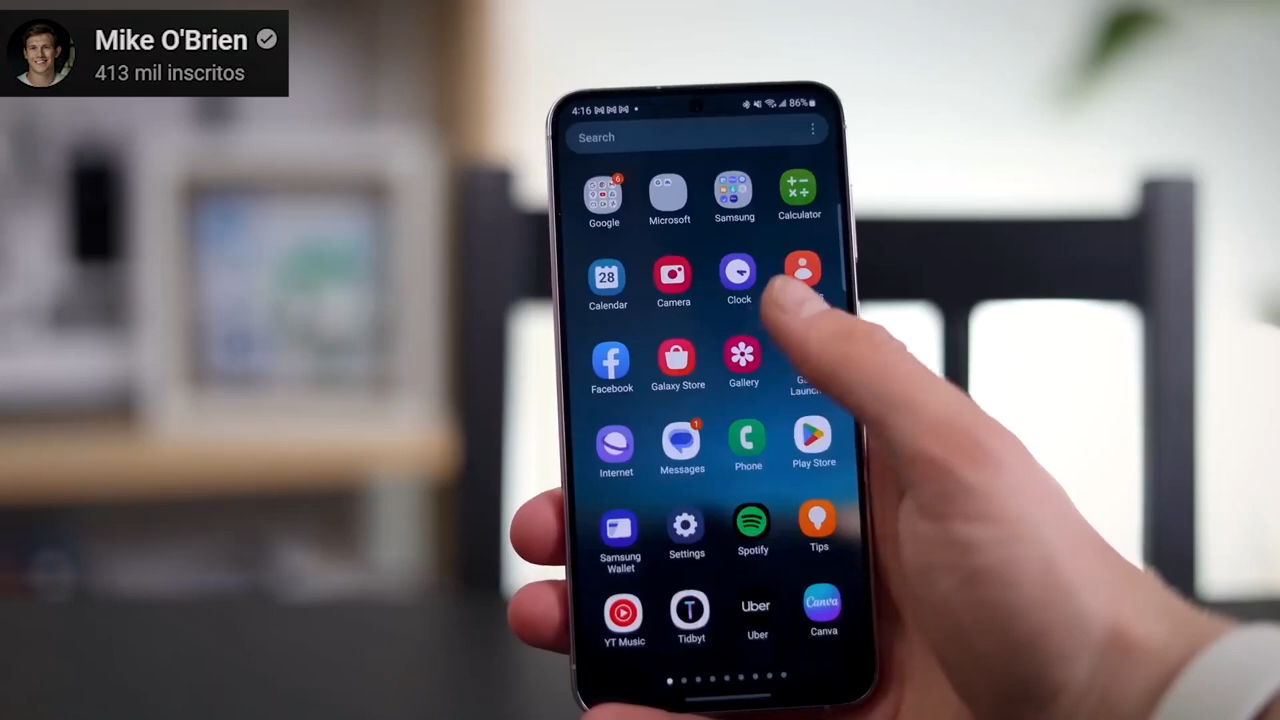 Mike O'Brien
413 mil inscritos
4:16
86%
Search
6
Google
Microsoft
Samsung
Calculator
28
Calendar
Camera
Clock
Facebook
Galaxy Store
Gallery
Internet
1
Messages
Phone
Play Store
Samsung
Wallet
Settings
Spotify
Tips
T
Uber
Canva
YT Music
Tidbyt
Uber
Canva